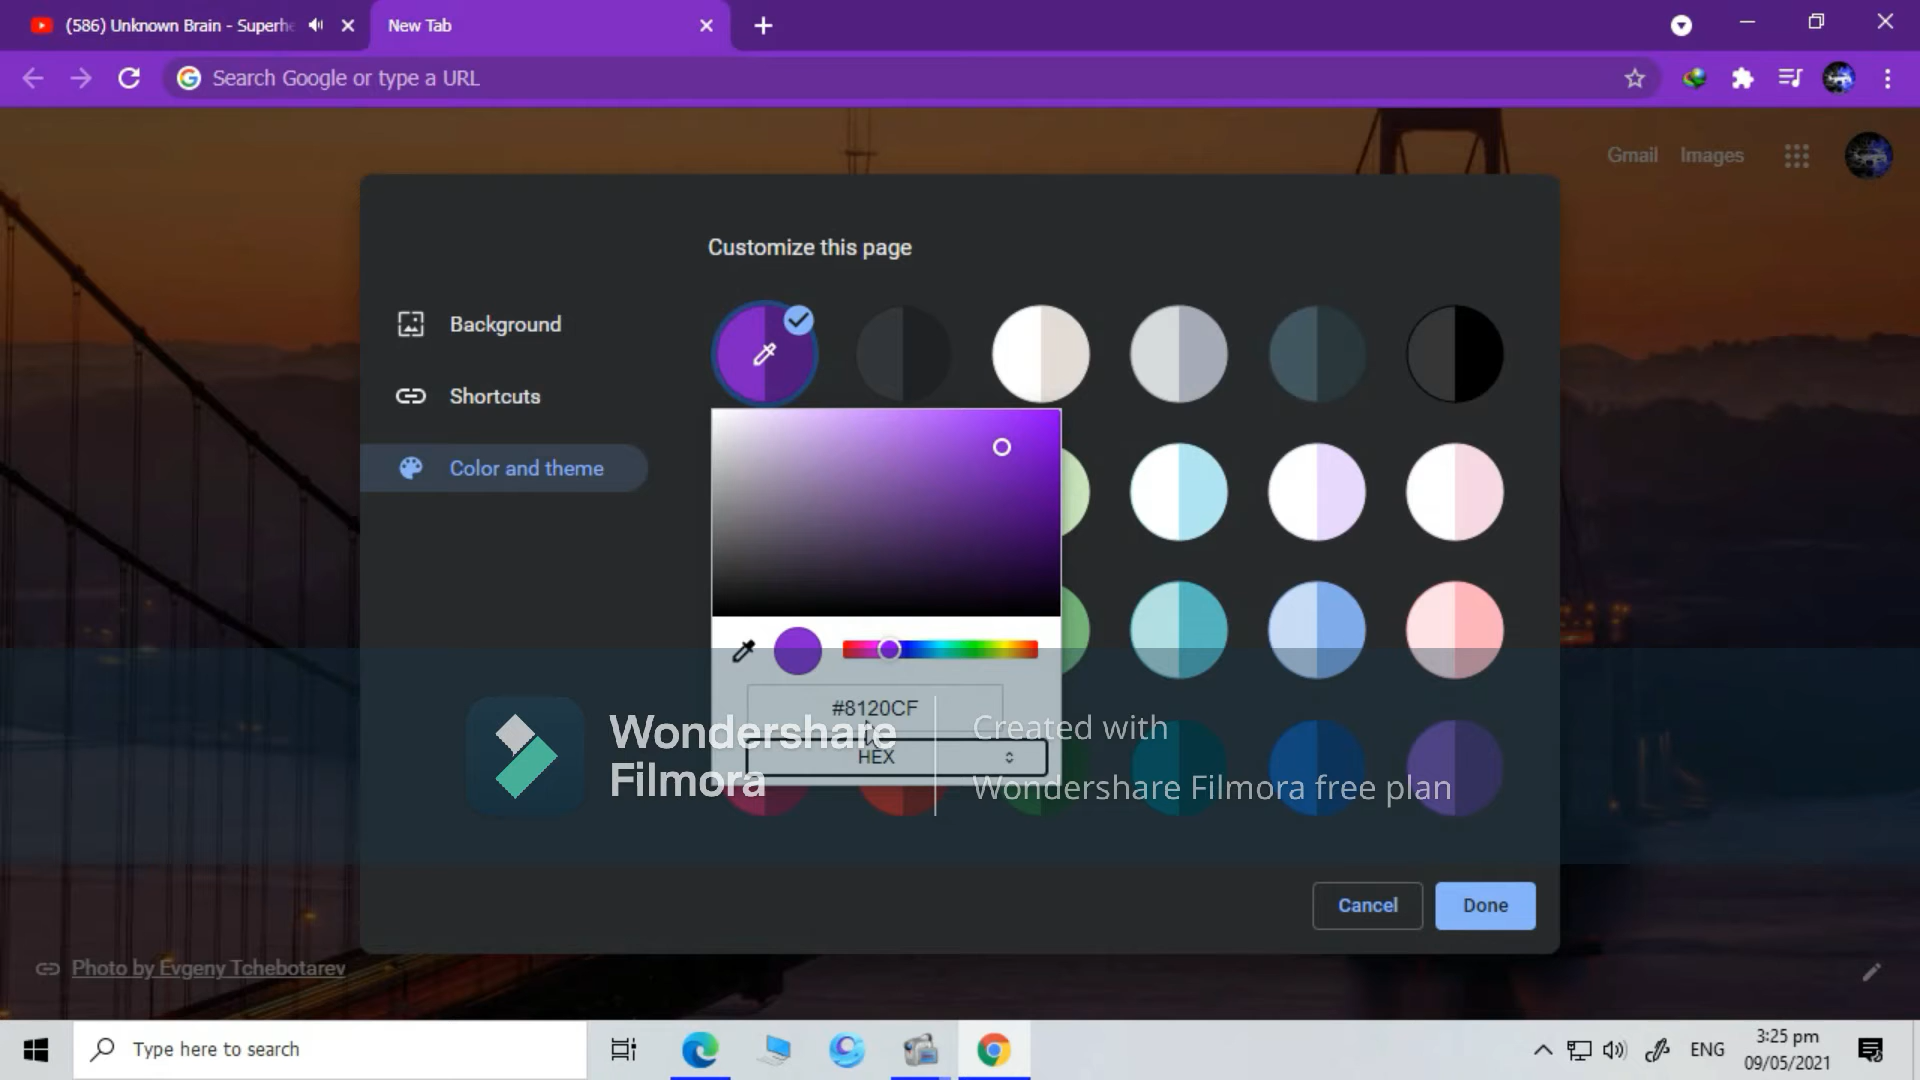 (586) Unknown Brain - Superhe
New Tab
Search Google or type a URL
Gmail
Images
Customize this page
Background
Shortcuts
Color and theme
#8120CF
HEX
Wondershare
Filmora
Created with
Wondershare Filmora free plan
Cancel
Done
Photo by Evgeny Tchebotarev
Type here to search
ENG
3:25 pm
09/05/2021